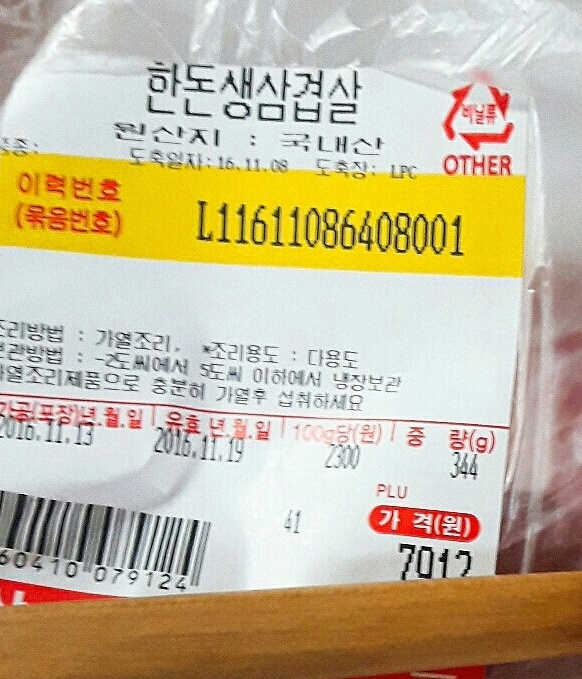 한돈생삼겹살
비닐류
OTHER
원산지 : 국내산
도축일자: 16.11.08 도축장: LPC
이력번호
(묶음번호)
L11611086408001
조리방법 : 가열조리, *조리용도 : 다용도
보관방법 : -2도씨에서 5도씨 이하에서 냉장보관
가열조리제품으로 충분히 가열후 섭취하세요
가공(포장)년.월.일 유효 년.월.일 100g당(원) 중 량(g)
2016.11.13 2016.11.19 2300 344
PLU
41 가 격(원)
7912
60410 079124